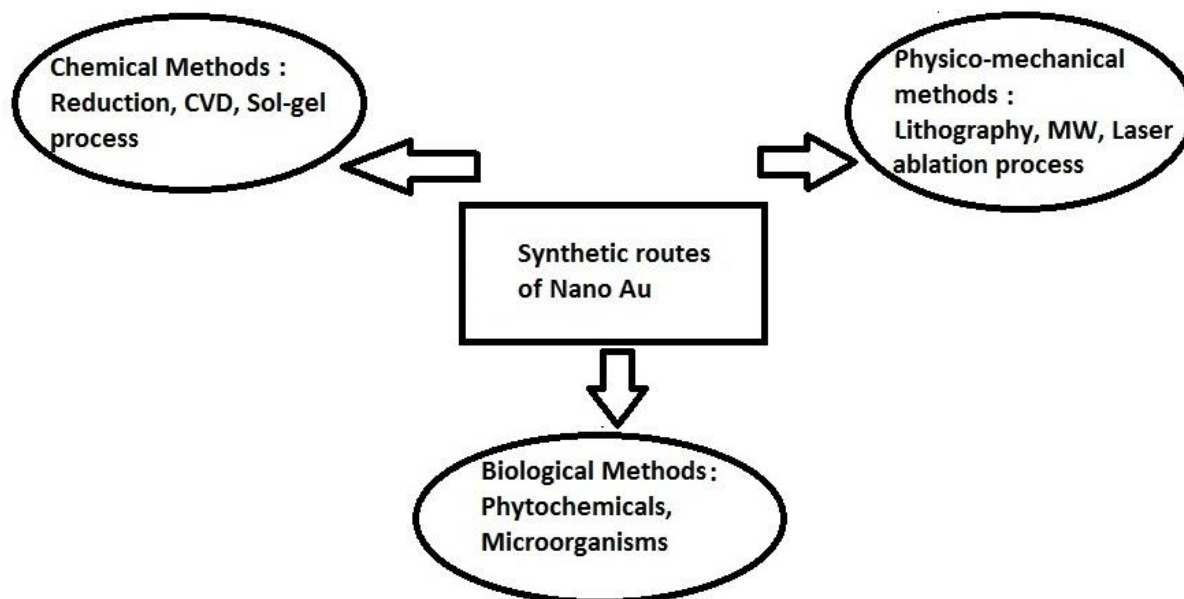 Chemical Methods :
Reduction, CVD, Sol-gel
process
Physico-mechanical
methods :
Lithography, MW, Laser
ablation process
Synthetic routes
of Nano Au
Biological Methods:
Phytochemicals,
Microorganisms